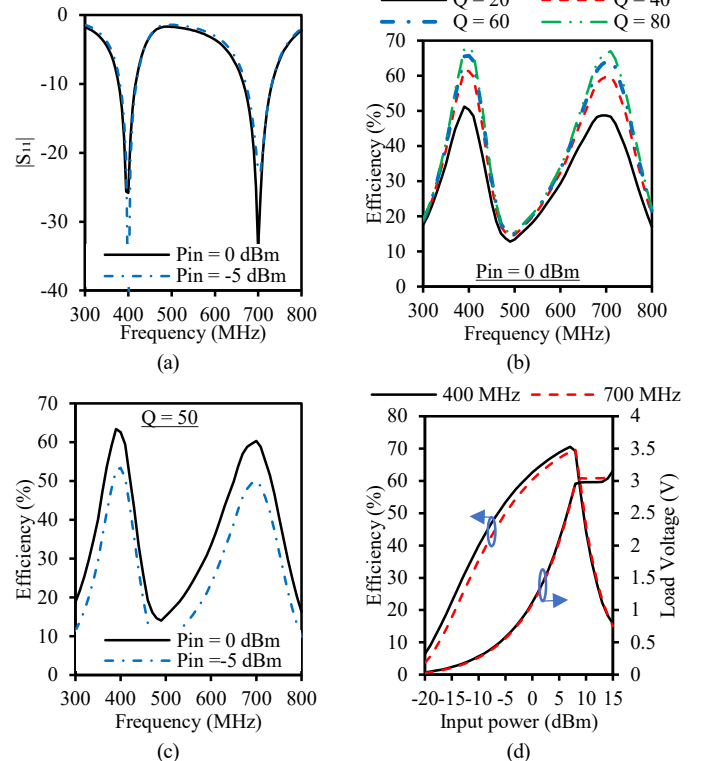 Q = 20
Q = 40
Q = 60
Q = 80
0
-10
-20
-30
-40
|S₁₁|
Pin = 0 dBm
Pin = -5 dBm
300 400 500 600 700 800
Frequency (MHz)
(a)
70
60
50
40
30
20
10
0
Efficiency (%)
Pin = 0 dBm
300 400 500 600 700 800
Frequency (MHz)
(b)
70
60
50
40
30
20
10
0
Efficiency (%)
Q = 50
Pin = 0 dBm
Pin =-5 dBm
300 400 500 600 700 800
Frequency (MHz)
(c)
400 MHz
700 MHz
80
70
60
50
40
30
20
10
0
Efficiency (%)
4
3.5
3
2.5
2
1.5
1
0.5
0
Load Voltage (V)
-20 -15 -10 -5 0 5 10 15
Input power (dBm)
(d)